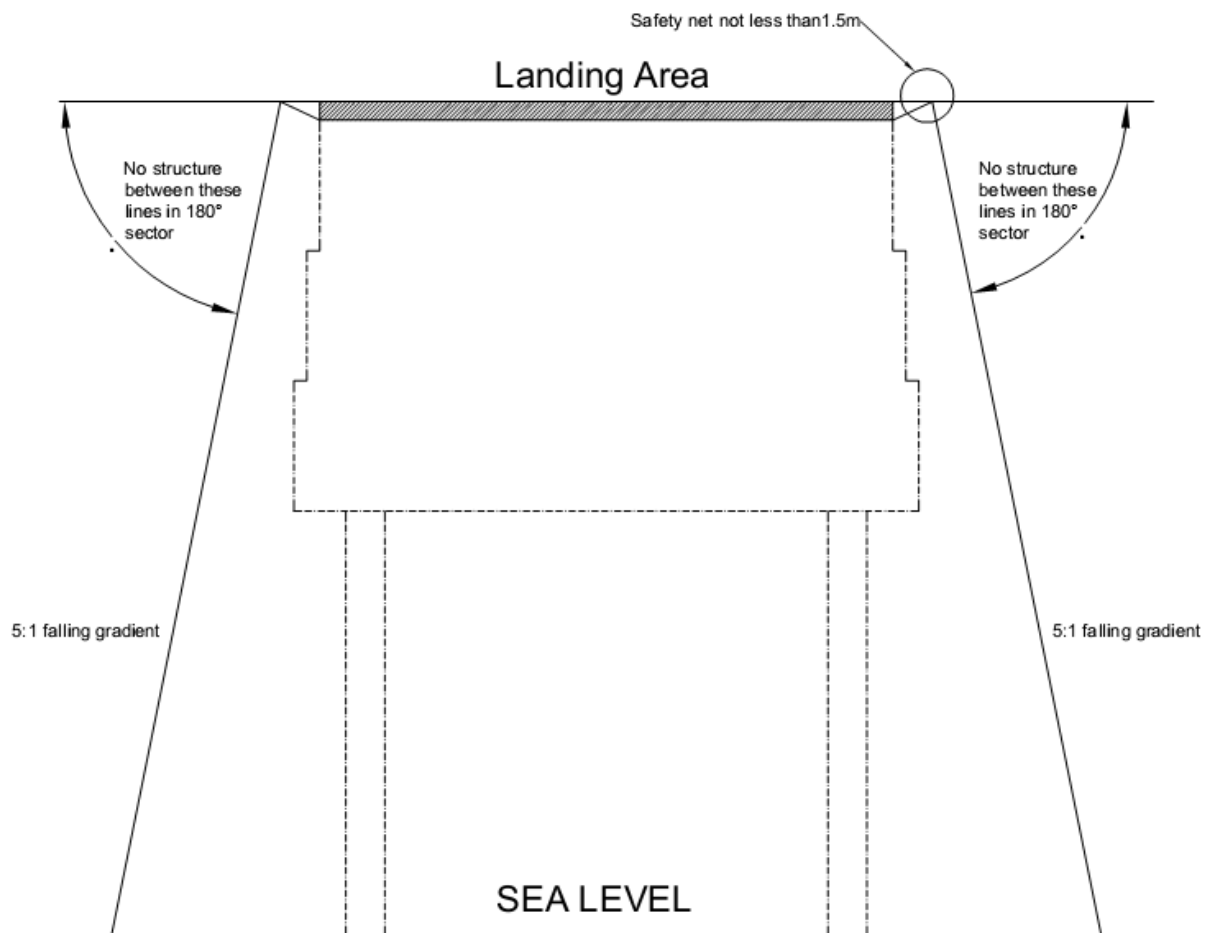 Safety net not less than1.5m
Landing Area
No structure
between these
lines in 180°
sector
No structure
between these
lines in 180°
sector
5:1 falling gradient
5:1 falling gradient
SEA LEVEL